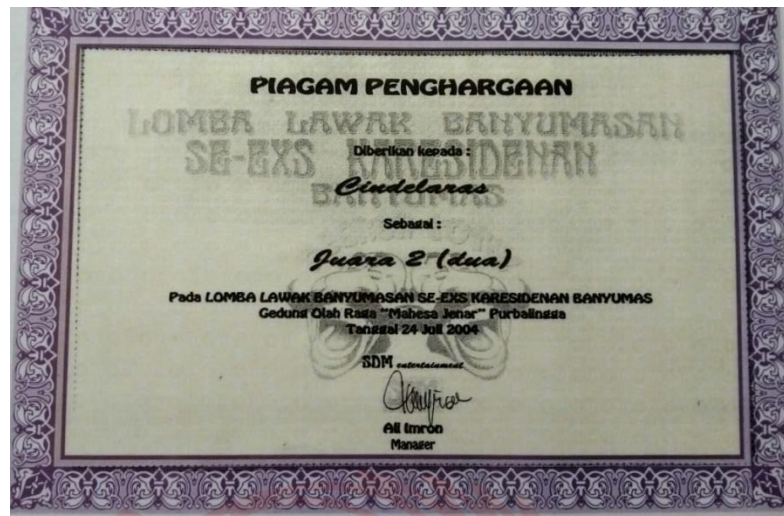 PIAGAM PENGHARGAAN
LOMBA LAWAK BANYUMASAN
SE-EXS KARESIDENAN
BANYUMAS
Diberikan kepada :
Cindelaras
Sebagai :
Juara 2 (dua)
Pada LOMBA LAWAK BANYUMASAN SE-EXS KARESIDENAN BANYUMAS
Gedung Olah Raga "Mahesa Jenar" Purbalingga
Tanggal 24 Juli 2004
SDM entertainment
Ali Imron
Manager